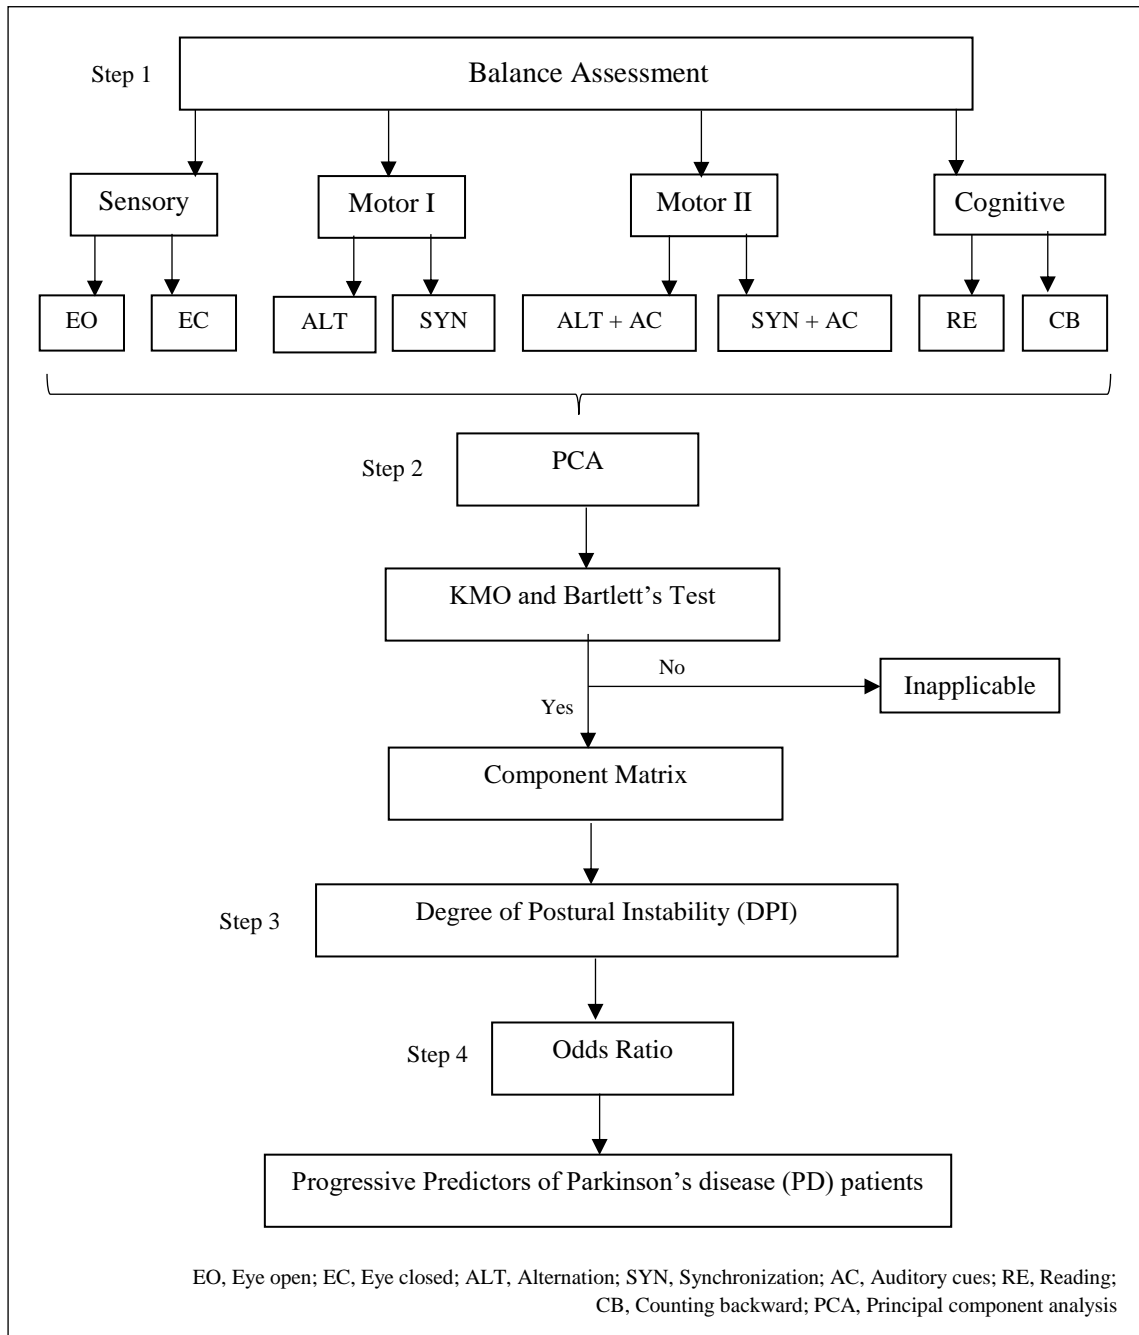 Step 1
Balance Assessment
Sensory
Motor I
Motor II
Cognitive
EO
EC
ALT
SYN
ALT + AC
SYN + AC
RE
CB
Step 2
PCA
KMO and Bartlett’s Test
No
Inapplicable
Yes
Component Matrix
Step 3
Degree of Postural Instability (DPI)
Step 4
Odds Ratio
Progressive Predictors of Parkinson’s disease (PD) patients
EO, Eye open; EC, Eye closed; ALT, Alternation; SYN, Synchronization; AC, Auditory cues; RE, Reading;
CB, Counting backward; PCA, Principal component analysis